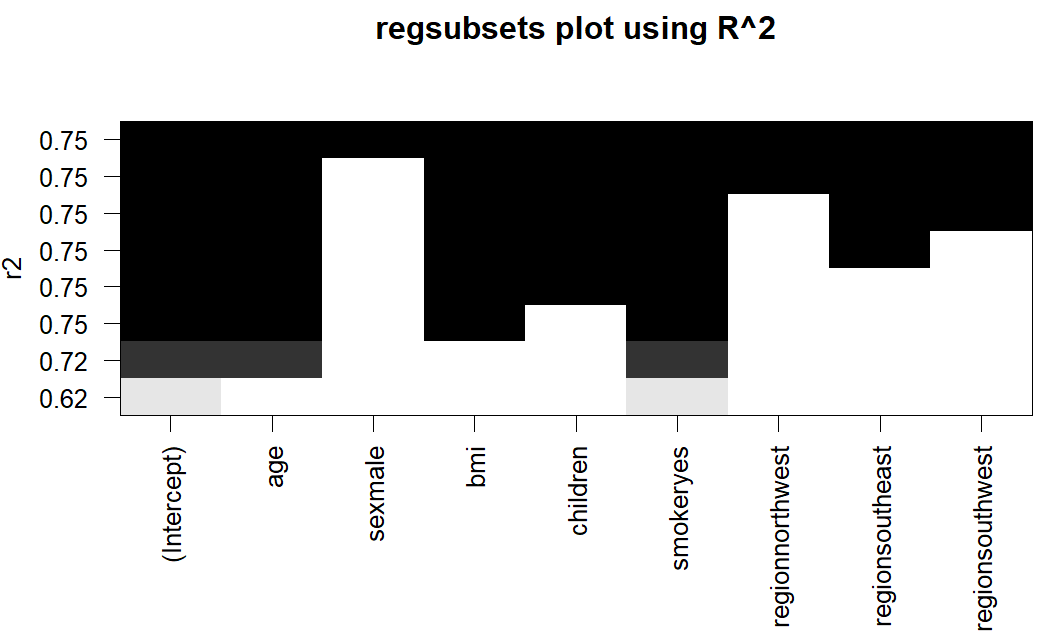 regsubsets plot using R^2
0.75
0.75
0.75
0.75
0.75
0.75
0.72
0.62
r2
(Intercept)
age
sexmale
bmi
children
smokeryes
regionnorthwest
regionsoutheast
regionsouthwest